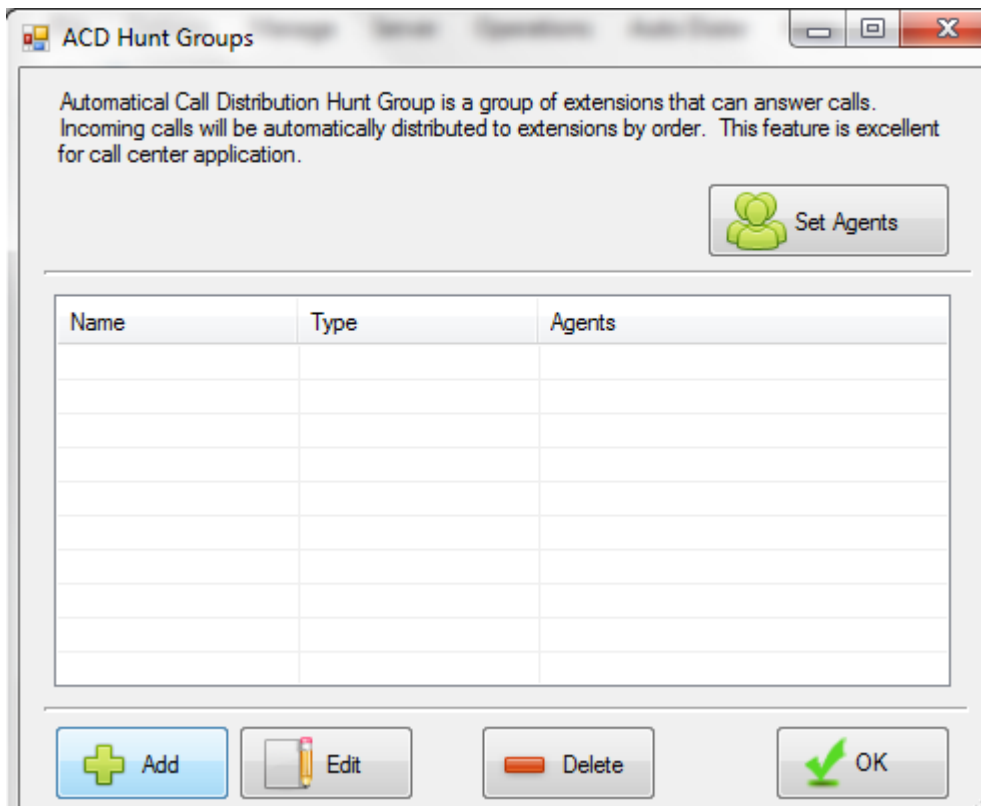 ACD Hunt Groups
Automatical Call Distribution Hunt Group is a group of extensions that can answer calls.
Incoming calls will be automatically distributed to extensions by order. This feature is excellent
for call center application.
Set Agents
Name Type Agents
Add Edit Delete OK